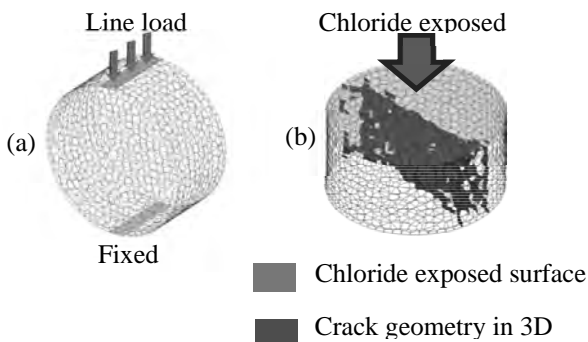 Line load
Chloride exposed
(a)
(b)
Fixed
Chloride exposed surface
Crack geometry in 3D